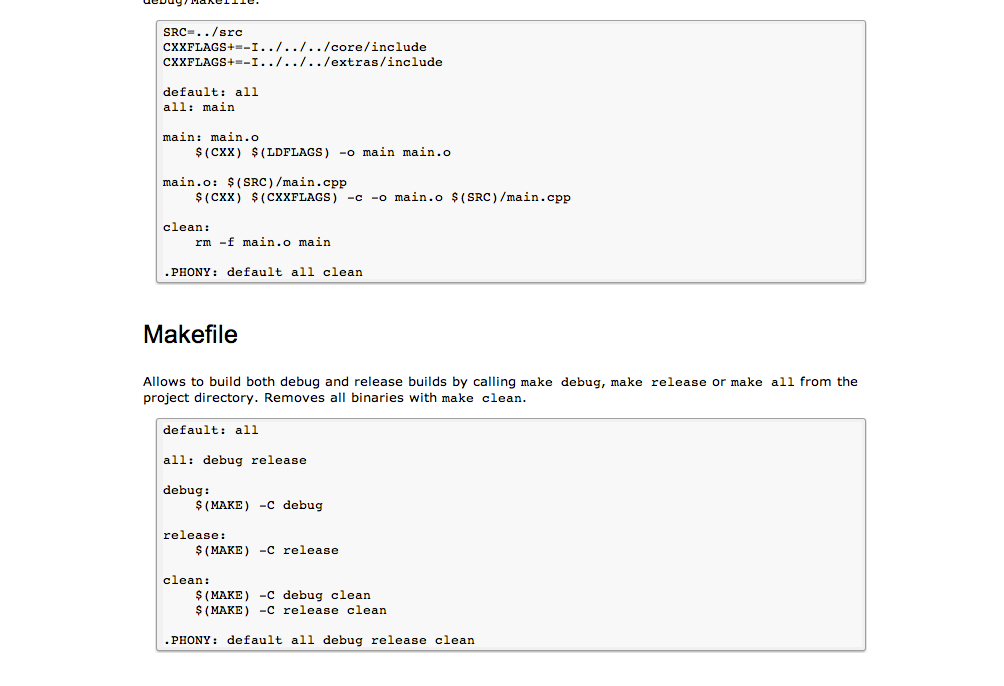 debug/Makefile.
SRC=../src
CXXFLAGS+=-I../../../core/include
CXXFLAGS+=-I../../../extras/include
default: all
all: main
main: main.o
$(CXX) $(LDFLAGS) -o main main.o
main.o: $(SRC)/main.cpp
$(CXX) $(CXXFLAGS) -c -o main.o $(SRC)/main.cpp
clean:
rm -f main.o main
.PHONY: default all clean
Makefile
Allows to build both debug and release builds by calling make debug, make release or make all from the
project directory. Removes all binaries with make clean.
default: all
all: debug release
debug:
$(MAKE) -C debug
release:
$(MAKE) -C release
clean:
$(MAKE) -C debug clean
$(MAKE) -C release clean
.PHONY: default all debug release clean